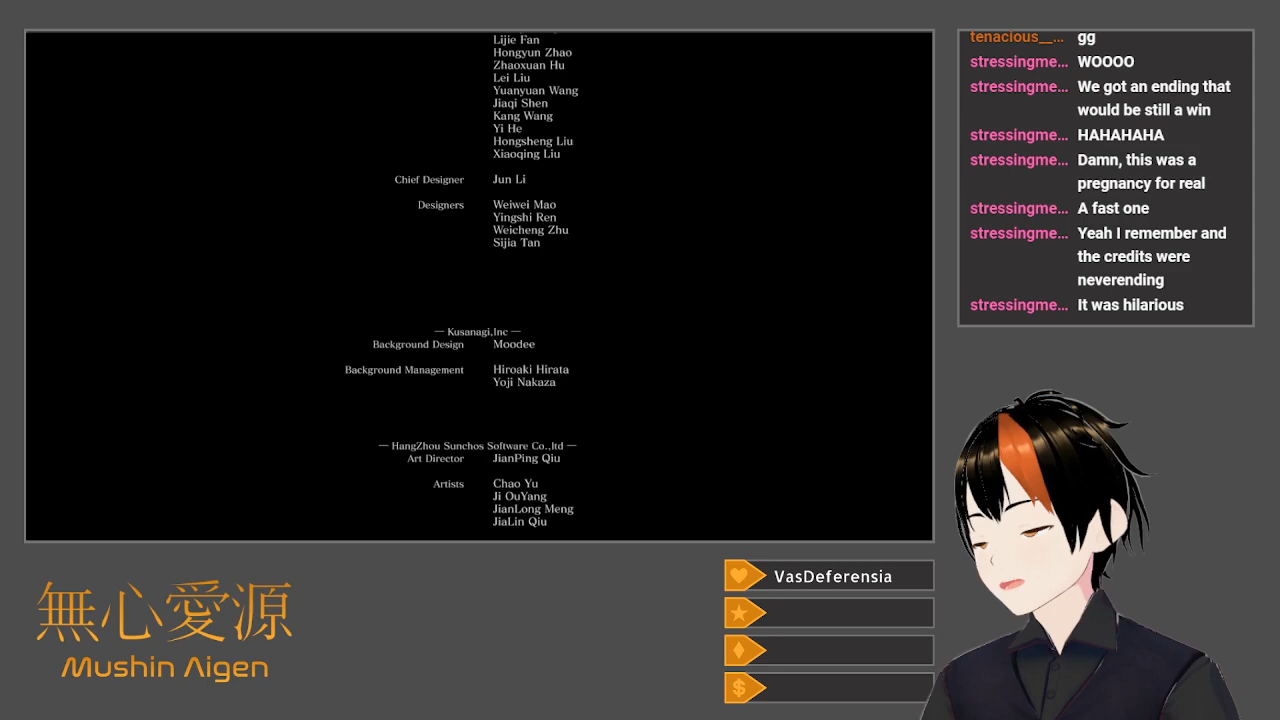 Lijie Fan
Hongyun Zhao
Zhaoxuan Hu
Lei Liu
Yuanyuan Wang
Jiaqi Shen
Kang Wang
Yi He
Hongsheng Liu
Xiaoqing Liu
Chief Designer Jun Li
Designers Weiwei Mao
Yingshi Ren
Weicheng Zhu
Sijia Tan
— Kusanagi,Inc —
Background Design Moodee
Background Management Hiroaki Hirata
Yoji Nakaza
— HangZhou Sunchos Software Co.,ltd —
Art Director JianPing Qiu
Artists Chao Yu
Ji OuYang
JianLong Meng
JiaLin Qiu
tenacious__… gg
stressingme… WOOOO
stressingme… We got an ending that
would be still a win
stressingme… HAHAHAHA
stressingme… Damn, this was a
pregnancy for real
stressingme… A fast one
stressingme… Yeah I remember and
the credits were
neverending
stressingme… It was hilarious
無心愛源
Mushin Aigen
VasDeferensia
$